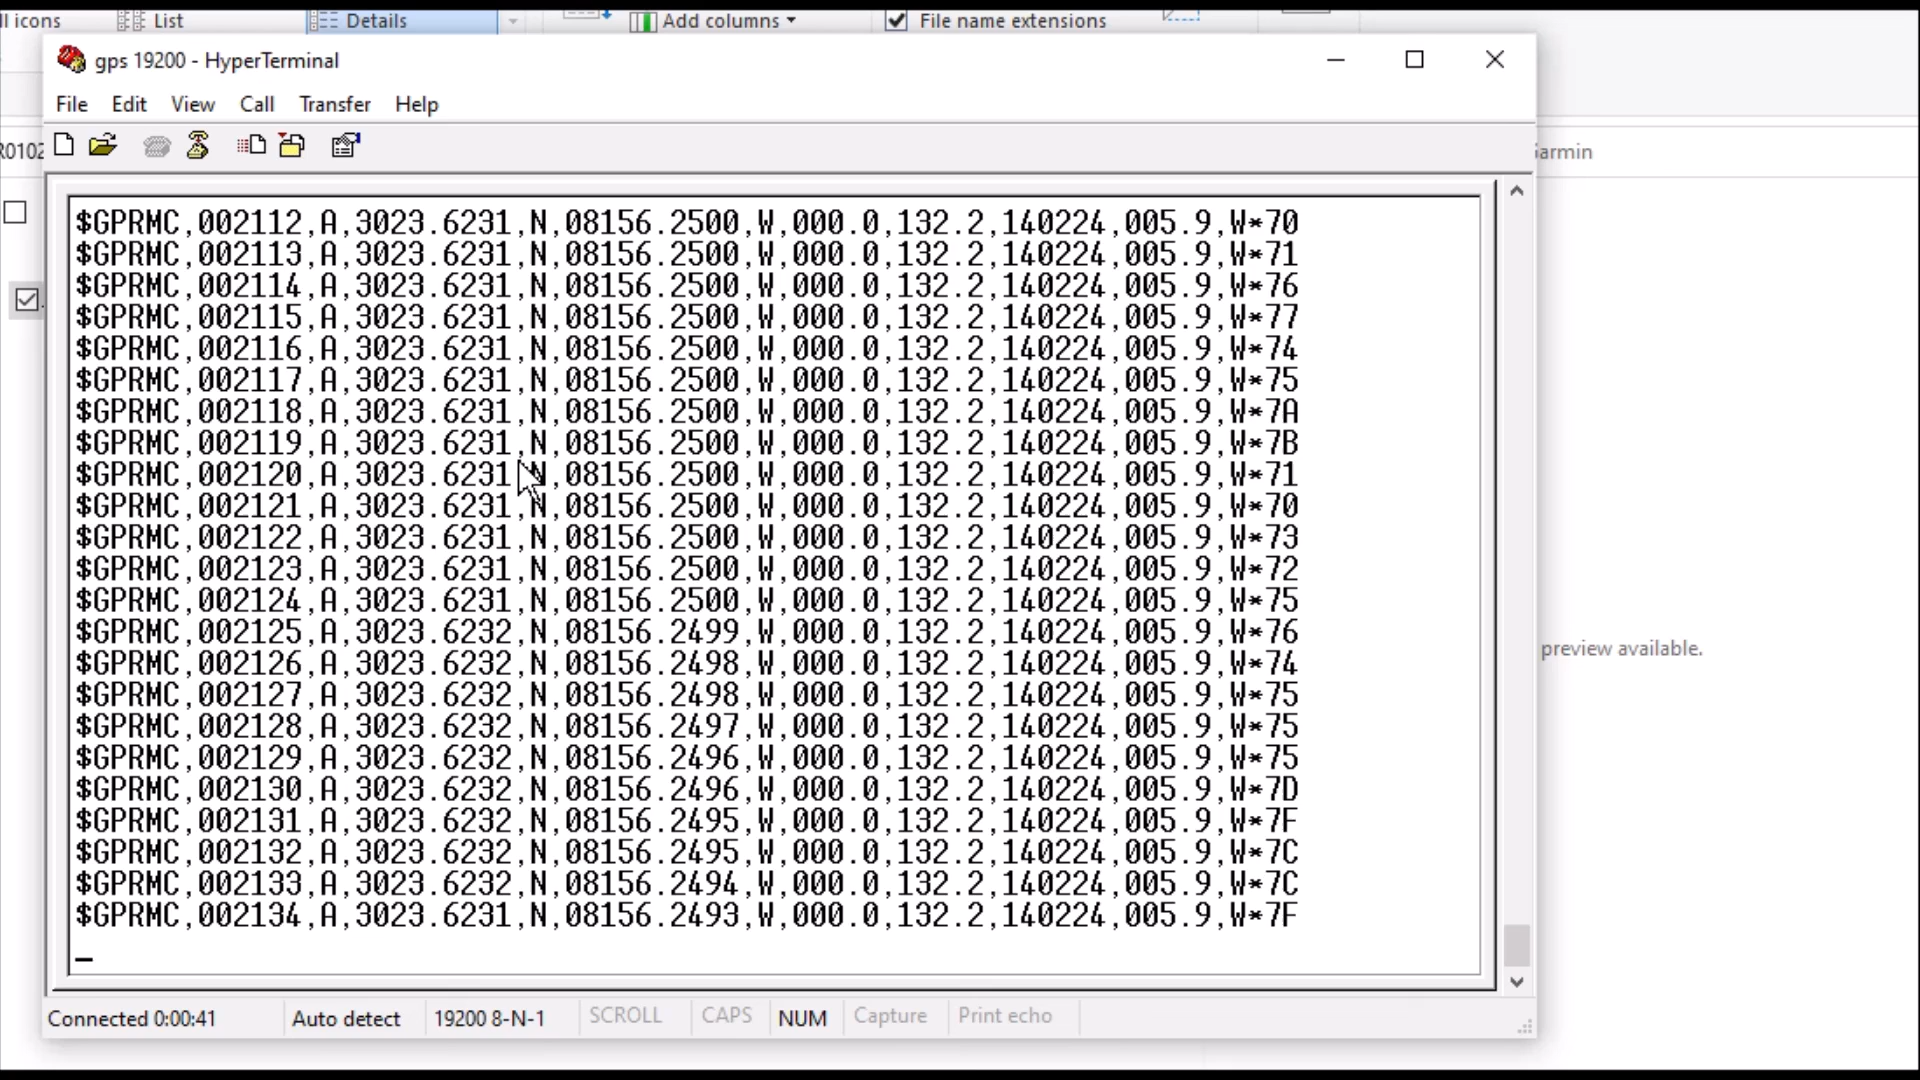 ll icons
List
Details
Add columns
File name extensions
gps 19200 - HyperTerminal
File Edit View Call Transfer Help
R0102
armin
$GPRMC,002112,A,3023.6231,N,08156.2500,W,000.0,132.2,140224,005.9,W*70
$GPRMC,002113,A,3023.6231,N,08156.2500,W,000.0,132.2,140224,005.9,W*71
$GPRMC,002114,A,3023.6231,N,08156.2500,W,000.0,132.2,140224,005.9,W*76
$GPRMC,002115,A,3023.6231,N,08156.2500,W,000.0,132.2,140224,005.9,W*77
$GPRMC,002116,A,3023.6231,N,08156.2500,W,000.0,132.2,140224,005.9,W*74
$GPRMC,002117,A,3023.6231,N,08156.2500,W,000.0,132.2,140224,005.9,W*75
$GPRMC,002118,A,3023.6231,N,08156.2500,W,000.0,132.2,140224,005.9,W*7A
$GPRMC,002119,A,3023.6231,N,08156.2500,W,000.0,132.2,140224,005.9,W*7B
$GPRMC,002120,A,3023.6231,N,08156.2500,W,000.0,132.2,140224,005.9,W*71
$GPRMC,002121,A,3023.6231,N,08156.2500,W,000.0,132.2,140224,005.9,W*70
$GPRMC,002122,A,3023.6231,N,08156.2500,W,000.0,132.2,140224,005.9,W*73
$GPRMC,002123,A,3023.6231,N,08156.2500,W,000.0,132.2,140224,005.9,W*72
$GPRMC,002124,A,3023.6231,N,08156.2500,W,000.0,132.2,140224,005.9,W*75
$GPRMC,002125,A,3023.6232,N,08156.2499,W,000.0,132.2,140224,005.9,W*76
$GPRMC,002126,A,3023.6232,N,08156.2498,W,000.0,132.2,140224,005.9,W*74
$GPRMC,002127,A,3023.6232,N,08156.2498,W,000.0,132.2,140224,005.9,W*75
$GPRMC,002128,A,3023.6232,N,08156.2497,W,000.0,132.2,140224,005.9,W*75
$GPRMC,002129,A,3023.6232,N,08156.2496,W,000.0,132.2,140224,005.9,W*75
$GPRMC,002130,A,3023.6232,N,08156.2496,W,000.0,132.2,140224,005.9,W*7D
$GPRMC,002131,A,3023.6232,N,08156.2495,W,000.0,132.2,140224,005.9,W*7F
$GPRMC,002132,A,3023.6232,N,08156.2495,W,000.0,132.2,140224,005.9,W*7C
$GPRMC,002133,A,3023.6232,N,08156.2494,W,000.0,132.2,140224,005.9,W*7C
$GPRMC,002134,A,3023.6231,N,08156.2493,W,000.0,132.2,140224,005.9,W*7F
preview available.
Connected 0:00:41 Auto detect 19200 8-N-1 SCROLL CAPS NUM Capture Print echo